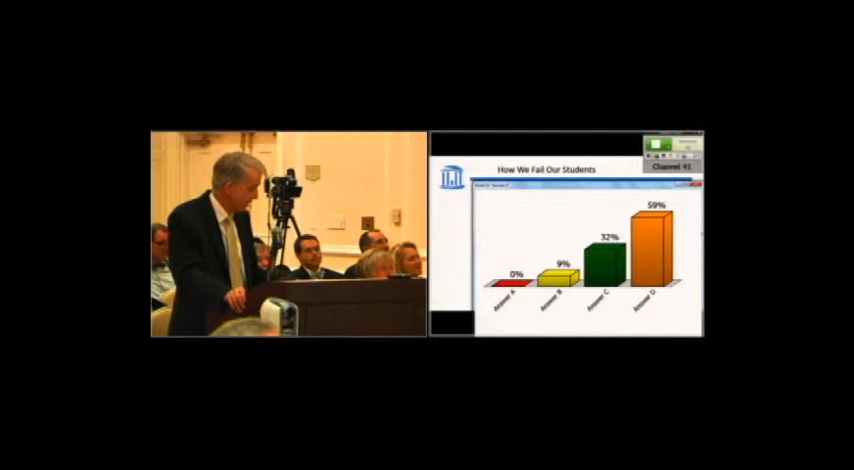 How We Fail Our Students
Channel 41
0%
9%
32%
59%
Answer A
Answer B
Answer C
Answer D